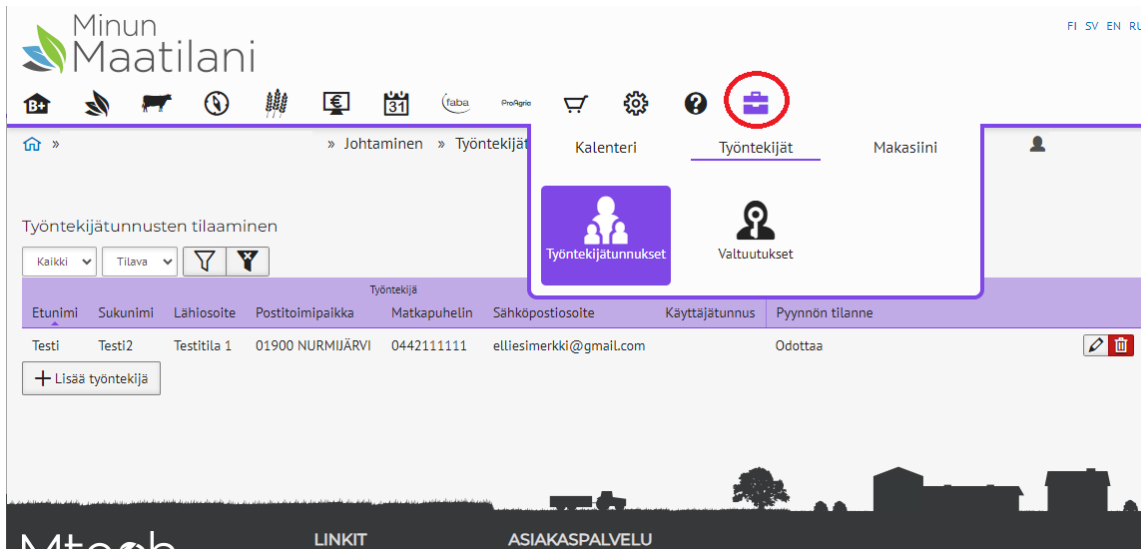 Minun
Maatilani
FI SV EN RU
B+
€
31
faba
ProAgria
?
» » Johtaminen » Työntekijät
Kalenteri Työntekijät Makasiini
Työntekijätunnusten tilaaminen
Työntekijätunnukset Valtuutukset
Kaikki Tilava
Työntekijä
Etunimi Sukunimi Lähiosoite Postitoimipaikka Matkapuhelin Sähköpostiosoite Käyttäjätunnus Pyynnön tilanne
Testi Testi2 Testitila 1 01900 NURMIJÄRVI 0442111111 elliesimerkki@gmail.com Odottaa
+ Lisää työntekijä
LINKIT ASIAKASPALVELU